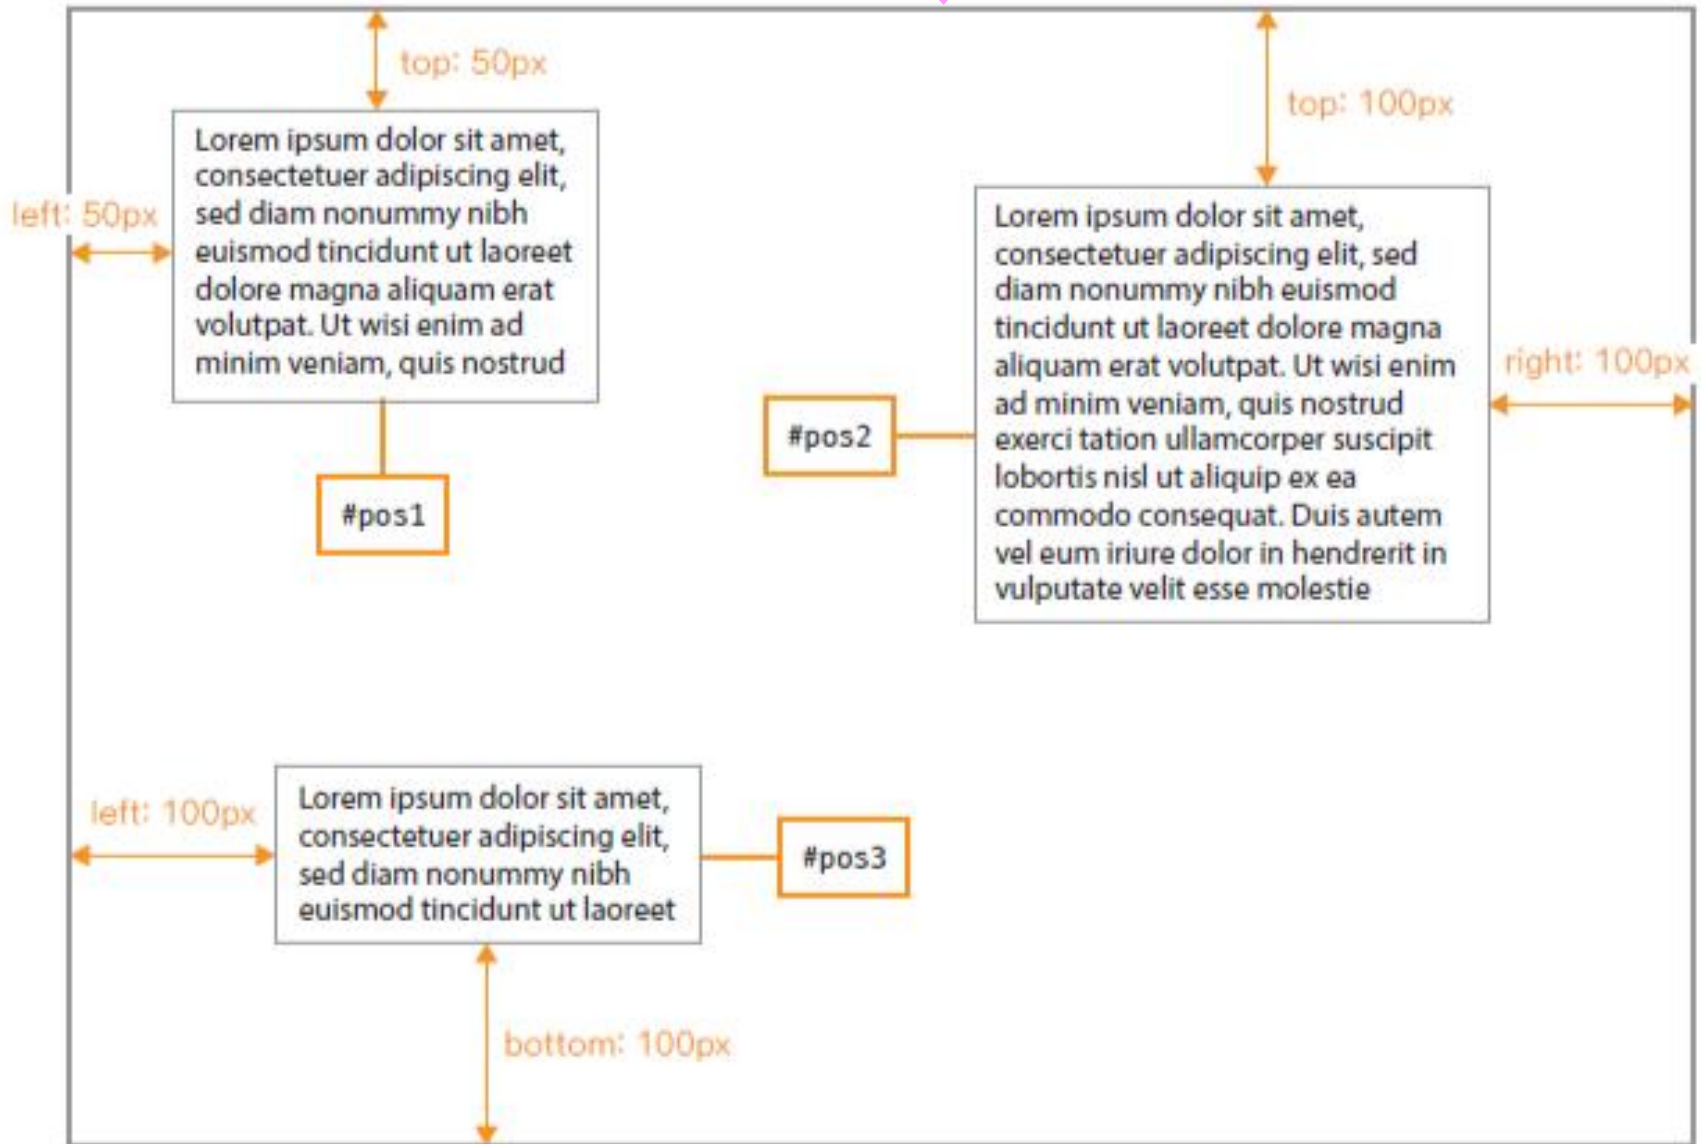 top: 50px
top: 100px
Lorem ipsum dolor sit amet,
consectetuer adipiscing elit,
sed diam nonummy nibh
euismod tincidunt ut laoreet
dolore magna aliquam erat
volutpat. Ut wisi enim ad
minim veniam, quis nostrud
left: 50px
#pos1
Lorem ipsum dolor sit amet,
consectetuer adipiscing elit, sed
diam nonummy nibh euismod
tincidunt ut laoreet dolore magna
aliquam erat volutpat. Ut wisi enim
ad minim veniam, quis nostrud
exerci tation ullamcorper suscipit
lobortis nisl ut aliquip ex ea
commodo consequat. Duis autem
vel eum iriure dolor in hendrerit in
vulputate velit esse molestie
right: 100px
#pos2
left: 100px
Lorem ipsum dolor sit amet,
consectetuer adipiscing elit,
sed diam nonummy nibh
euismod tincidunt ut laoreet
#pos3
bottom: 100px